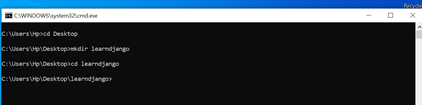 Recycle
C:\WINDOWS\system32\cmd.exe
C:\Users\Hp>cd Desktop
C:\Users\Hp\Desktop>mkdir learndjango
C:\Users\Hp\Desktop>cd learndjango
C:\Users\Hp\Desktop\learndjango>